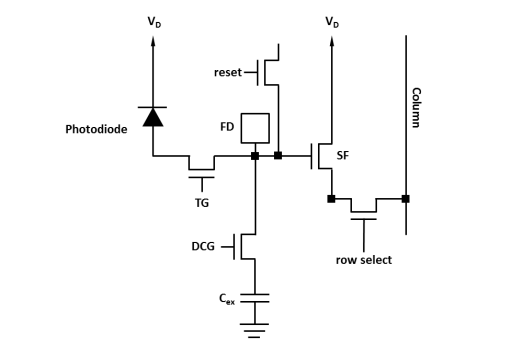 V_D
V_D
reset
Column
FD
Photodiode
SF
TG
DCG
row select
C_ex